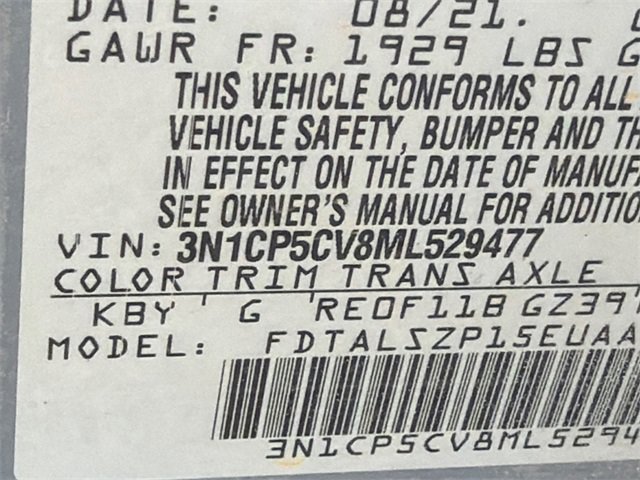 DATE: 08/21.
GAWR FR: 1929 LBS G
THIS VEHICLE CONFORMS TO ALL
VEHICLE SAFETY, BUMPER AND TH
IN EFFECT ON THE DATE OF MANUF
SEE OWNER'S MANUAL FOR ADDITIO
VIN: 3N1CP5CV8ML529477
COLOR TRIM TRANS AXLE
KBY ' G 'RE0F11B GZ397
MODEL: FDTALSZP15EUAA
3N1CP5CV8ML5294